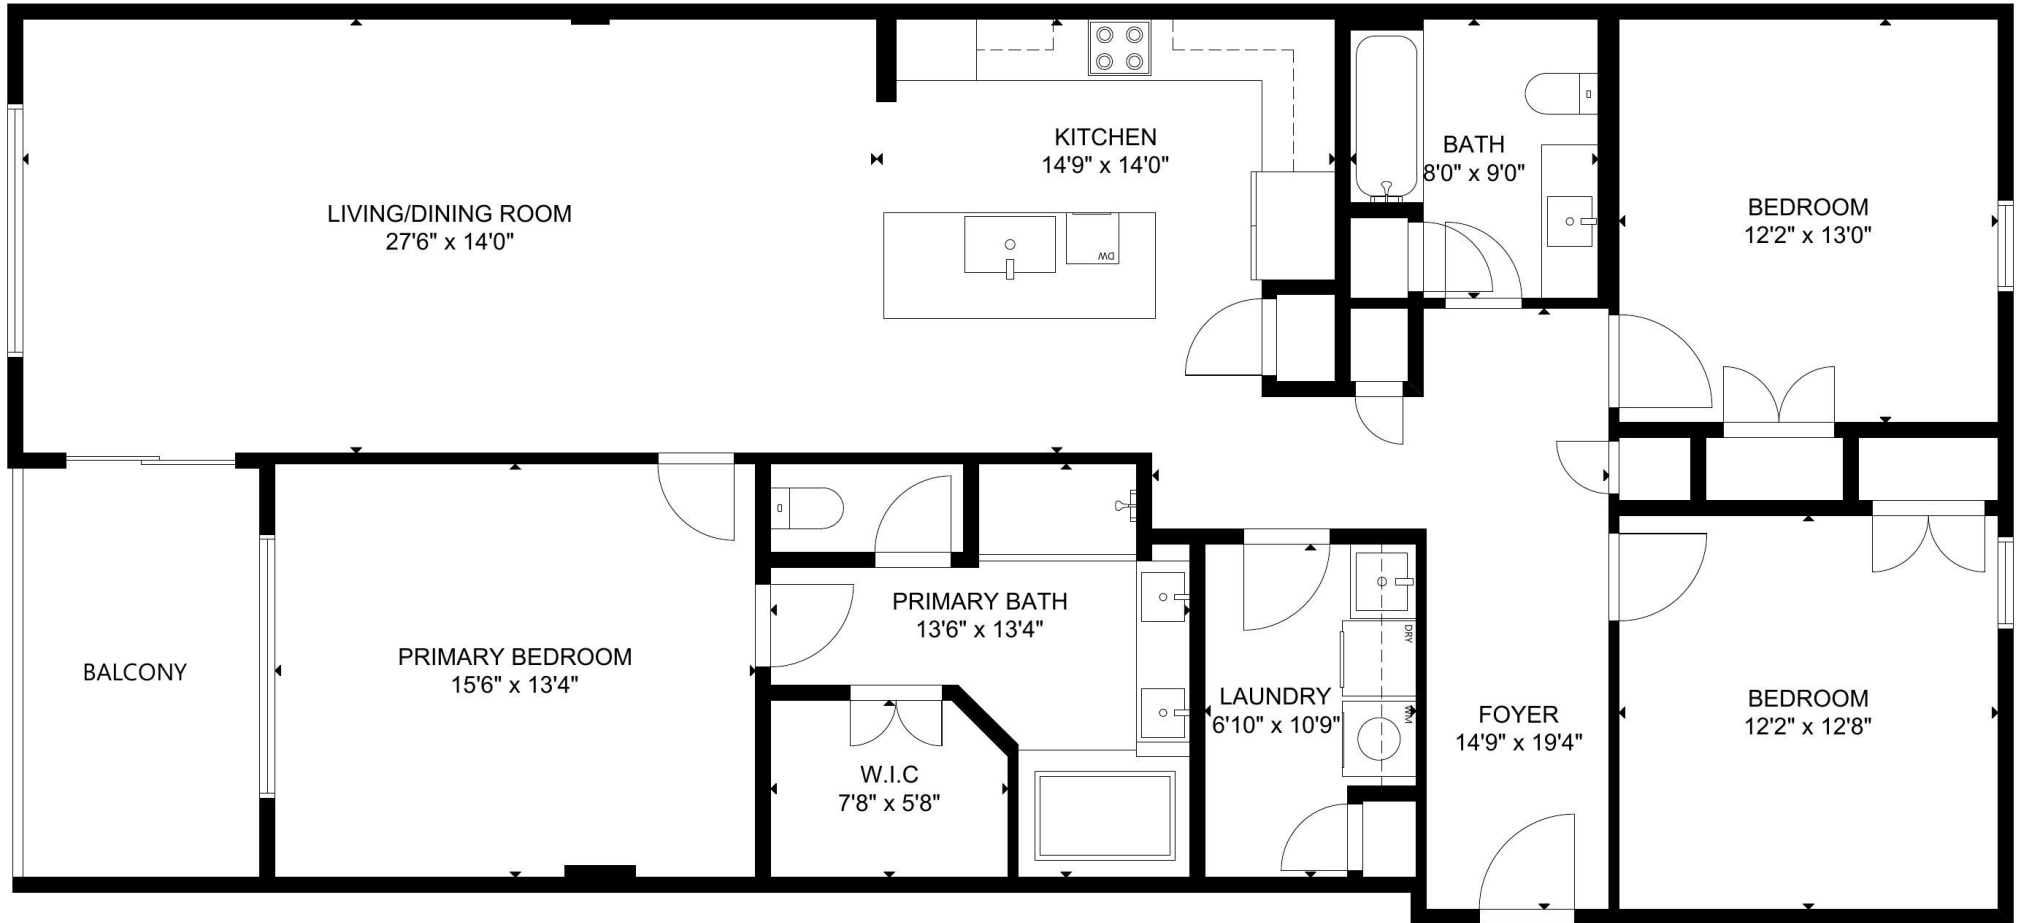 KITCHEN
14'9" x 14'0"
BATH
8'0" x 9'0"
LIVING/DINING ROOM
27'6" x 14'0"
BEDROOM
12'2" x 13'0"
DW
PRIMARY BATH
13'6" x 13'4"
DRY
BALCONY
PRIMARY BEDROOM
15'6" x 13'4"
LAUNDRY
6'10" x 10'9"
WM
FOYER
14'9" x 19'4"
BEDROOM
12'2" x 12'8"
W.I.C
7'8" x 5'8"